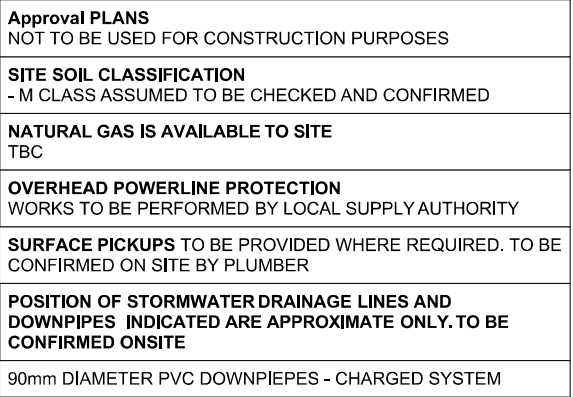 Approval PLANS
NOT TO BE USED FOR CONSTRUCTION PURPOSES
SITE SOIL CLASSIFICATION
- M CLASS ASSUMED TO BE CHECKED AND CONFIRMED
NATURAL GAS IS AVAILABLE TO SITE
TBC
OVERHEAD POWERLINE PROTECTION
WORKS TO BE PERFORMED BY LOCAL SUPPLY AUTHORITY
SURFACE PICKUPS TO BE PROVIDED WHERE REQUIRED. TO BE
CONFIRMED ON SITE BY PLUMBER
POSITION OF STORMWATER DRAINAGE LINES AND
DOWNPIPES INDICATED ARE APPROXIMATE ONLY. TO BE
CONFIRMED ONSITE
90mm DIAMETER PVC DOWNPIEPES - CHARGED SYSTEM